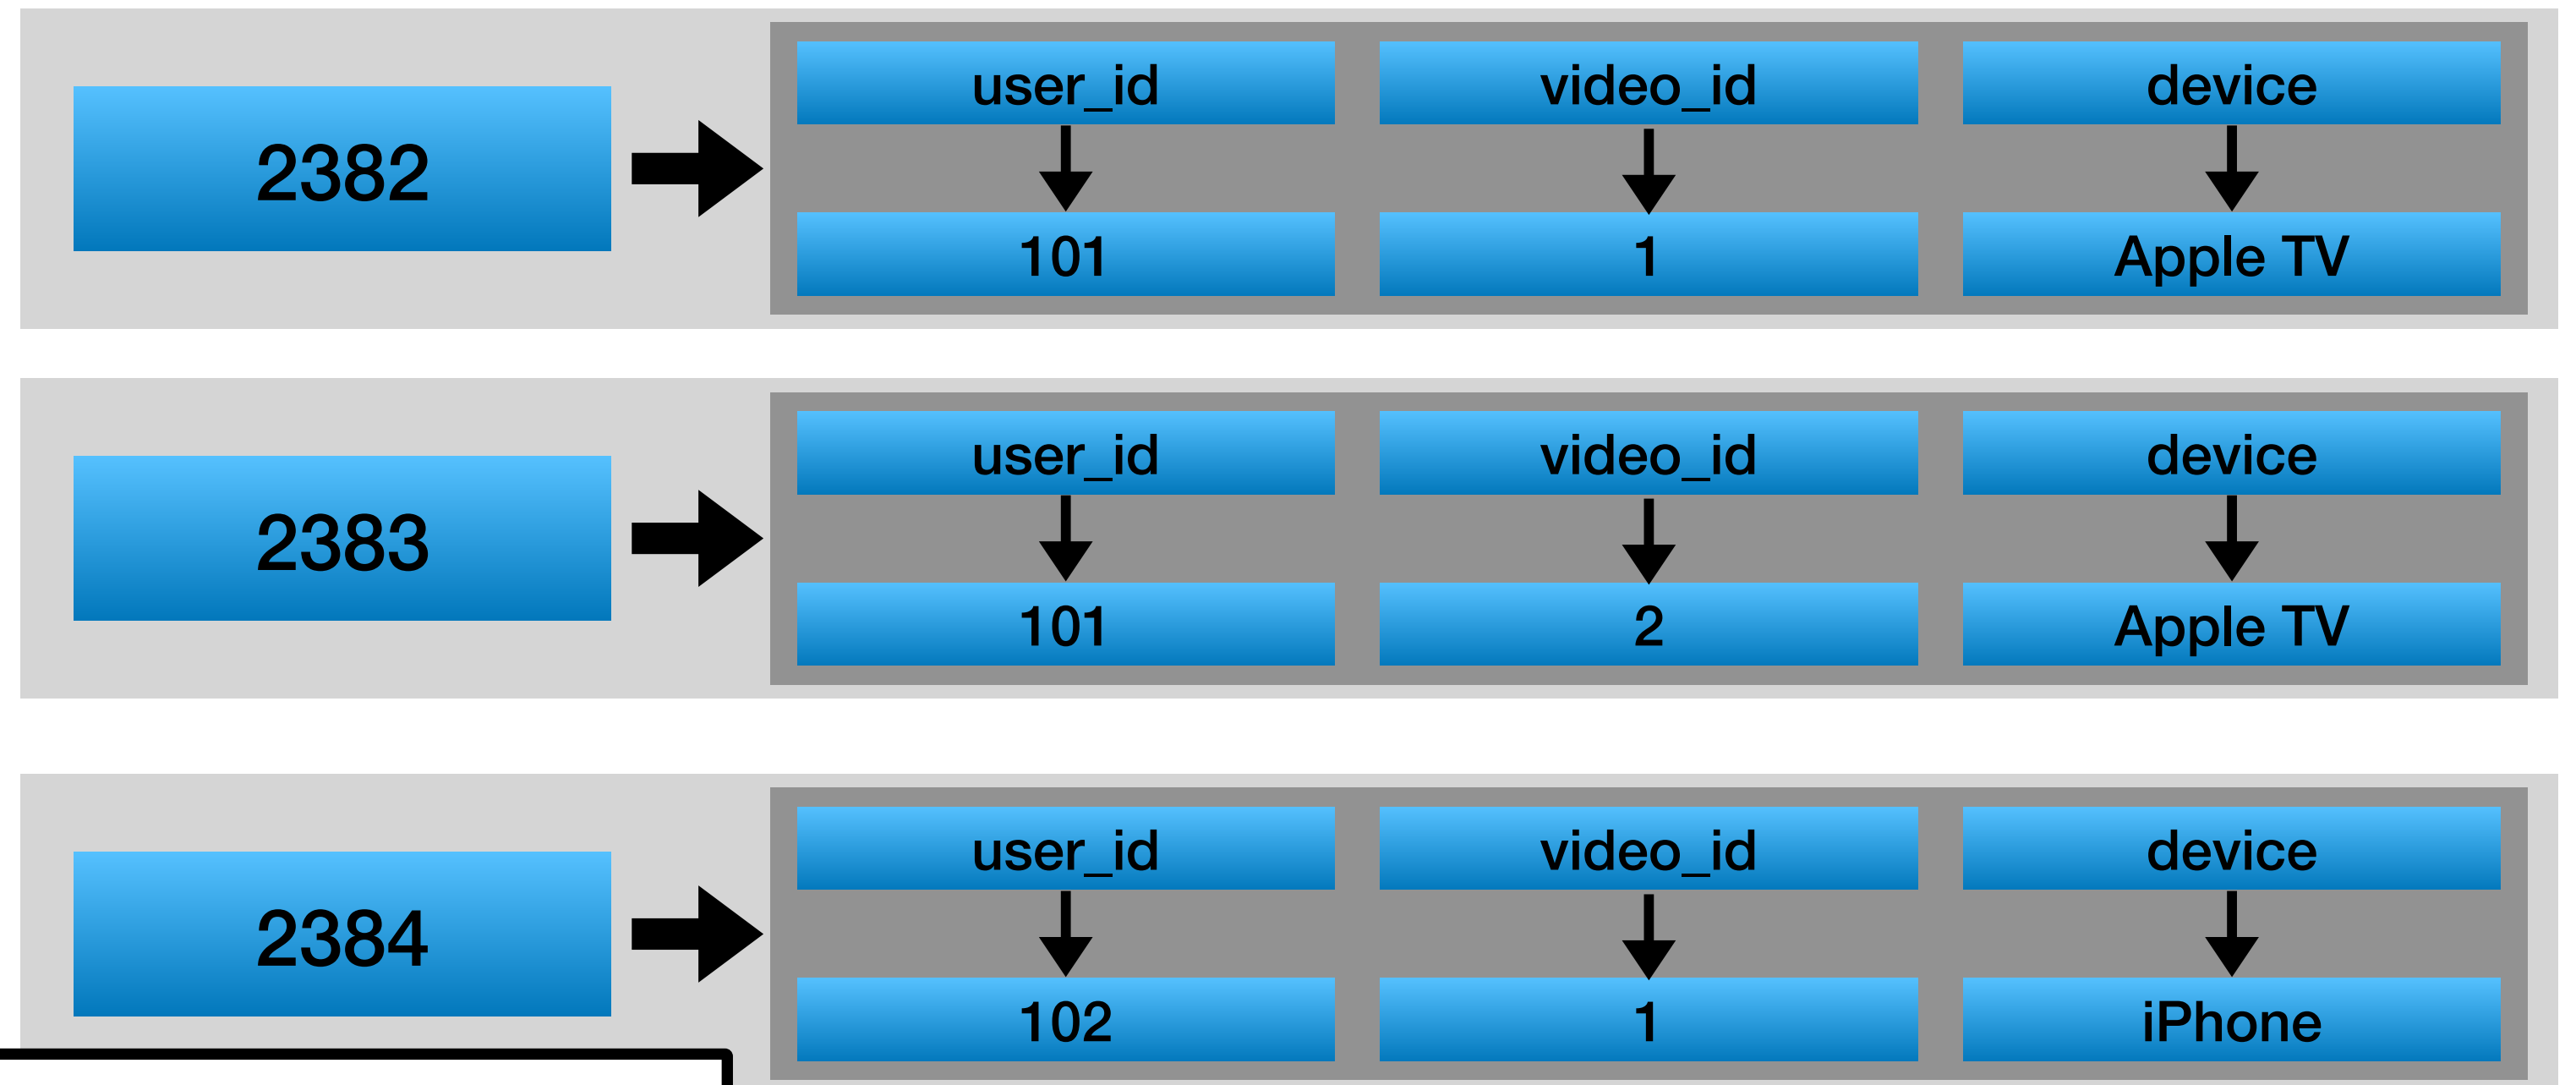 user_id video_id device
2382
101 1 Apple TV
user_id video_id device
2383
101 2 Apple TV
user_id video_id device
2384
102 1 iPhone